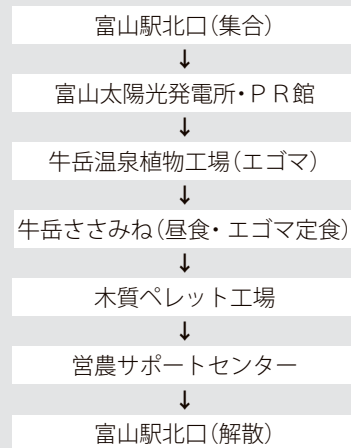 富山駅北口(集合)
↓
富山太陽光発電所・ＰＲ館
↓
牛岳温泉植物工場(エゴマ)
↓
牛岳ささみね(昼食・エゴマ定食)
↓
木質ペレット工場
↓
営農サポートセンター
↓
富山駅北口(解散)